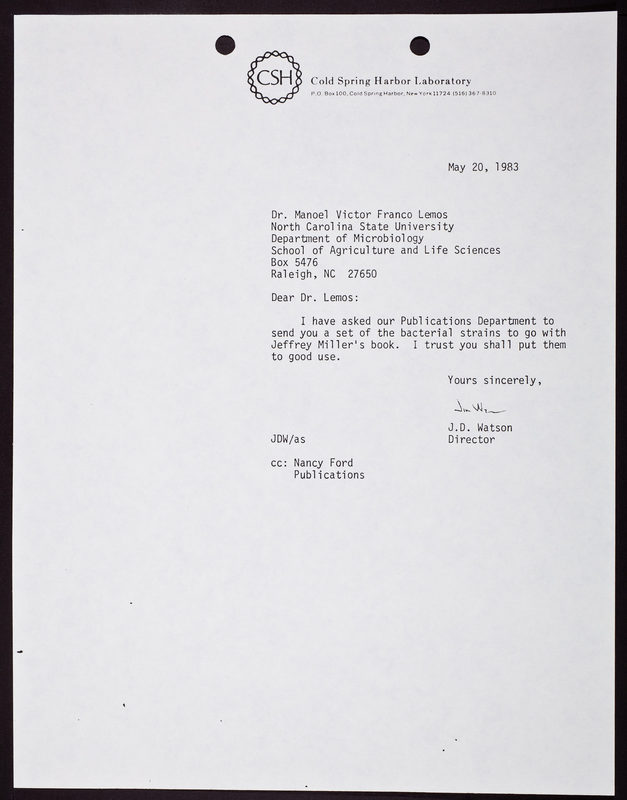 CSH
Cold Spring Harbor Laboratory
P.O. Box 100, Cold Spring Harbor, New York 11724 (516) 367-8310
May 20, 1983
Dr. Manoel Victor Franco Lemos
North Carolina State University
Department of Microbiology
School of Agriculture and Life Sciences
Box 5476
Raleigh, NC  27650
Dear Dr. Lemos:
I have asked our Publications Department to
send you a set of the bacterial strains to go with
Jeffrey Miller's book.  I trust you shall put them
to good use.
Yours sincerely,
Jim W
J.D. Watson
JDW/as Director
cc: Nancy Ford
Publications